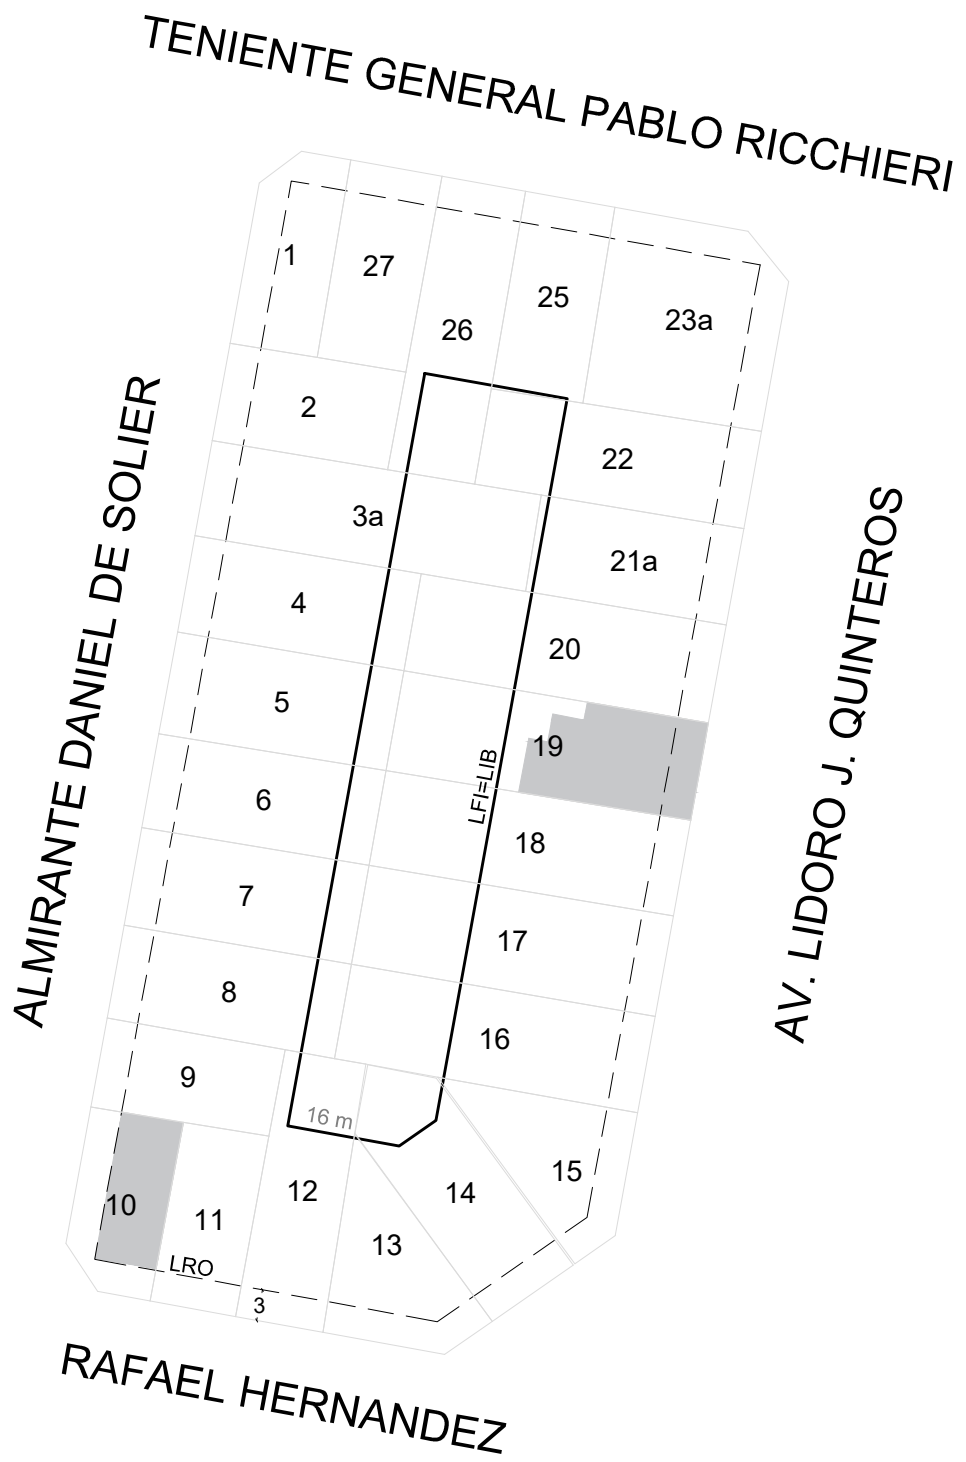 TENIENTE GENERAL PABLO RICCHIERI
1
27
26
25
23a
2
22
3a
21a
4
20
5
19
6
LFI=LIB
18
7
17
8
16
9
16 m
10
11
12
13
14
15
LRO
3
ALMIRANTE DANIEL DE SOLIER
AV. LIDORO J. QUINTEROS
RAFAEL HERNANDEZ